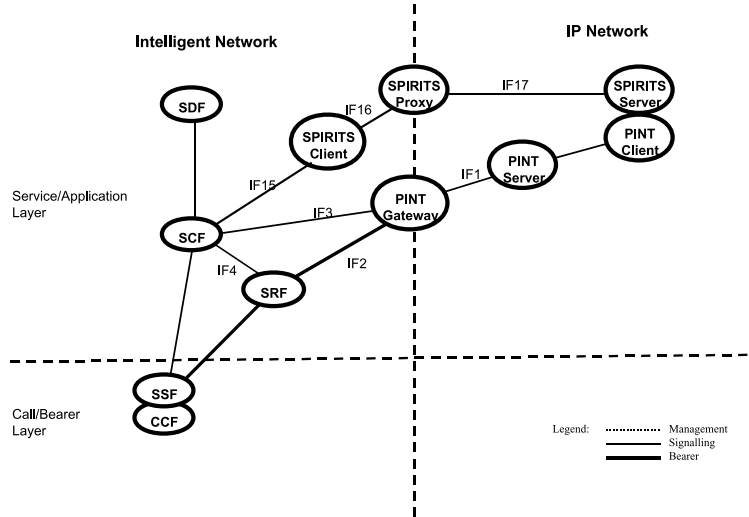 Intelligent Network
IP Network
SDF
SPIRITS
Proxy
IF17
SPIRITS
Server
IF16
SPIRITS
Client
PINT
Client
PINT
Server
IF1
IF15
Service/Application
Layer
PINT
Gateway
IF3
SCF
IF4
IF2
SRF
SSF
CCF
Call/Bearer
Layer
Legend:
Management
Signalling
Bearer